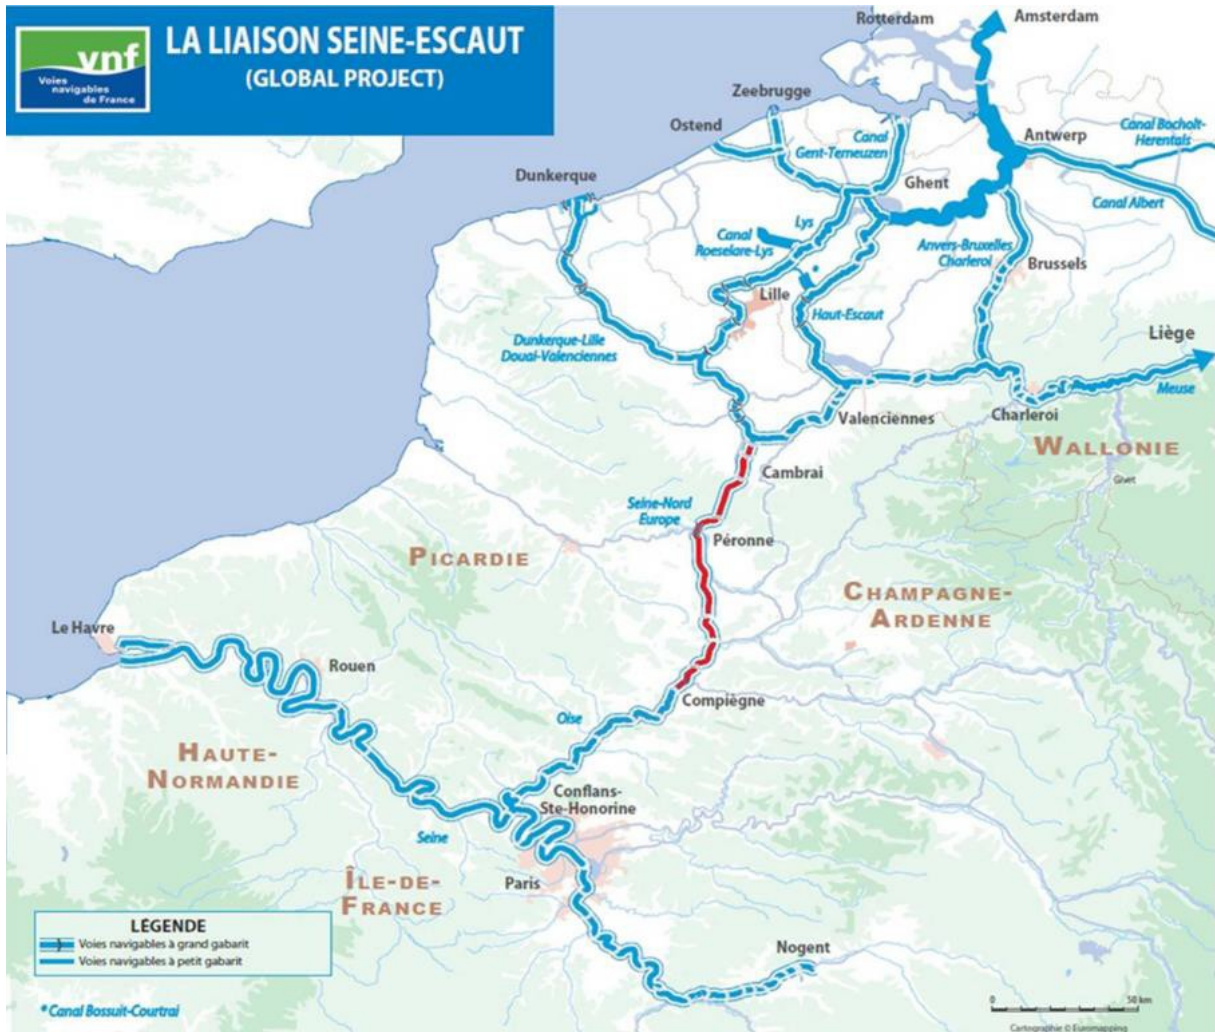 LA LIAISON SEINE-ESCAUT
(GLOBAL PROJECT)
vnf
Voies
navigables
de France
Rotterdam
Amsterdam
Zeebrugge
Ostend
Canal
Gent-Terneuzen
Antwerp
Canal Bocholt-
Herentals
Dunkerque
Ghent
Canal Albert
Lys
Canal
Roeselare-Lys
Anvers-Bruxelles
Charleroi
Brussels
Lille
Haut-Escaut
Dunkerque-Lille
Douai-Valenciennes
Liège
Meuse
Valenciennes
Charleroi
WALLONIE
Cambrai
Givet
Seine-Nord
Europe
Péronne
PICARDIE
CHAMPAGNE-
ARDENNE
Le Havre
Rouen
Compiègne
Oise
HAUTE-
NORMANDIE
Conflans-
Ste-Honorine
Seine
Paris
ÎLE-DE-
FRANCE
LÉGENDE
Voies navigables à grand gabarit
Voies navigables à petit gabarit
Nogent
* Canal Bossuit-Courtrai
0 50 km
Cartographie © Euromapping